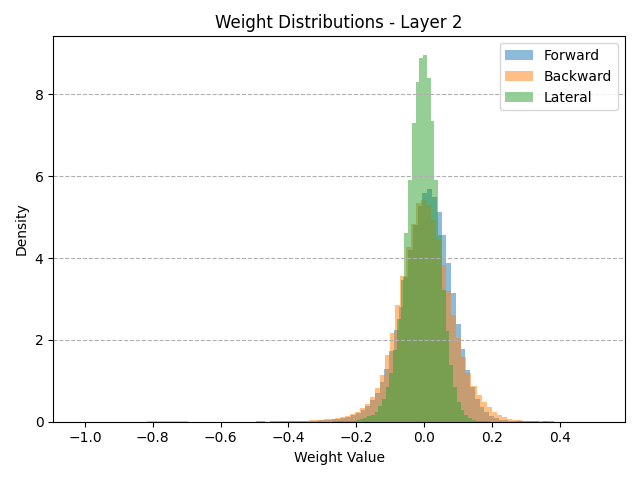 Weight Distributions - Layer 2
Forward
Backward
Lateral
Density
8
6
4
2
0
−1.0 −0.8 −0.6 −0.4 −0.2 0.0 0.2 0.4
Weight Value